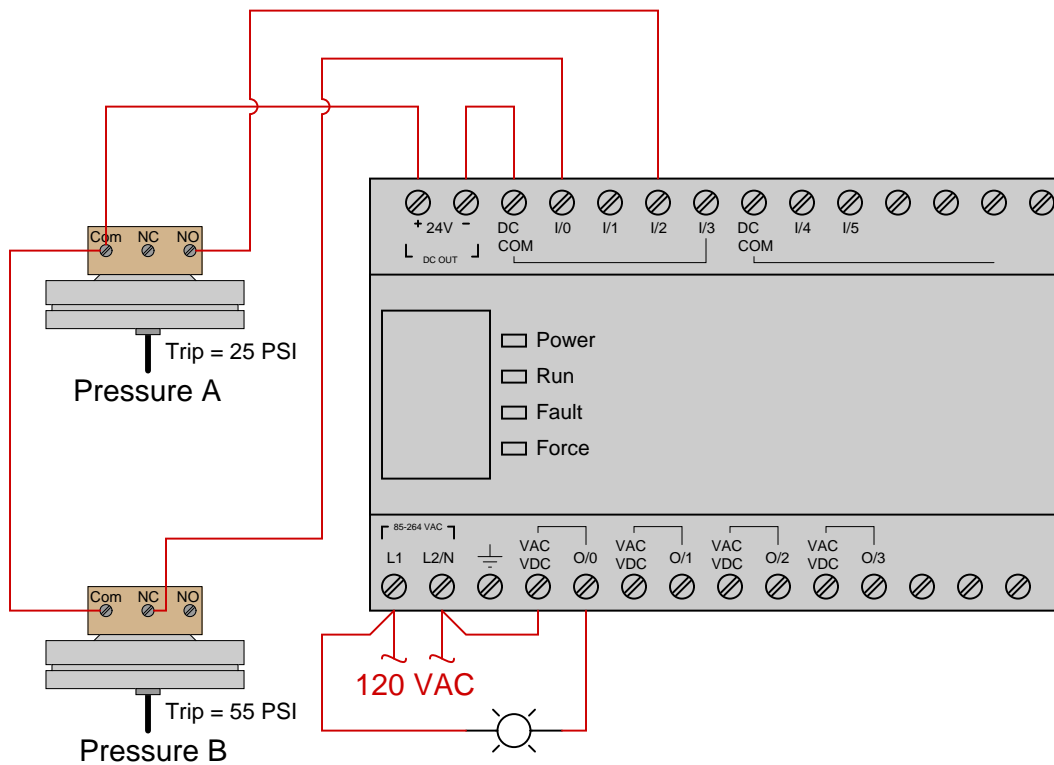 + 24V -
DC OUT
DC
COM
I/0
I/1
I/2
I/3
DC
COM
I/4
I/5
Com NC NO
Trip = 25 PSI
Pressure A
Power
Run
Fault
Force
85-264 VAC
L1
L2/N
VAC
VDC
O/0
VAC
VDC
O/1
VAC
VDC
O/2
VAC
VDC
O/3
Com NC NO
Trip = 55 PSI
Pressure B
120 VAC